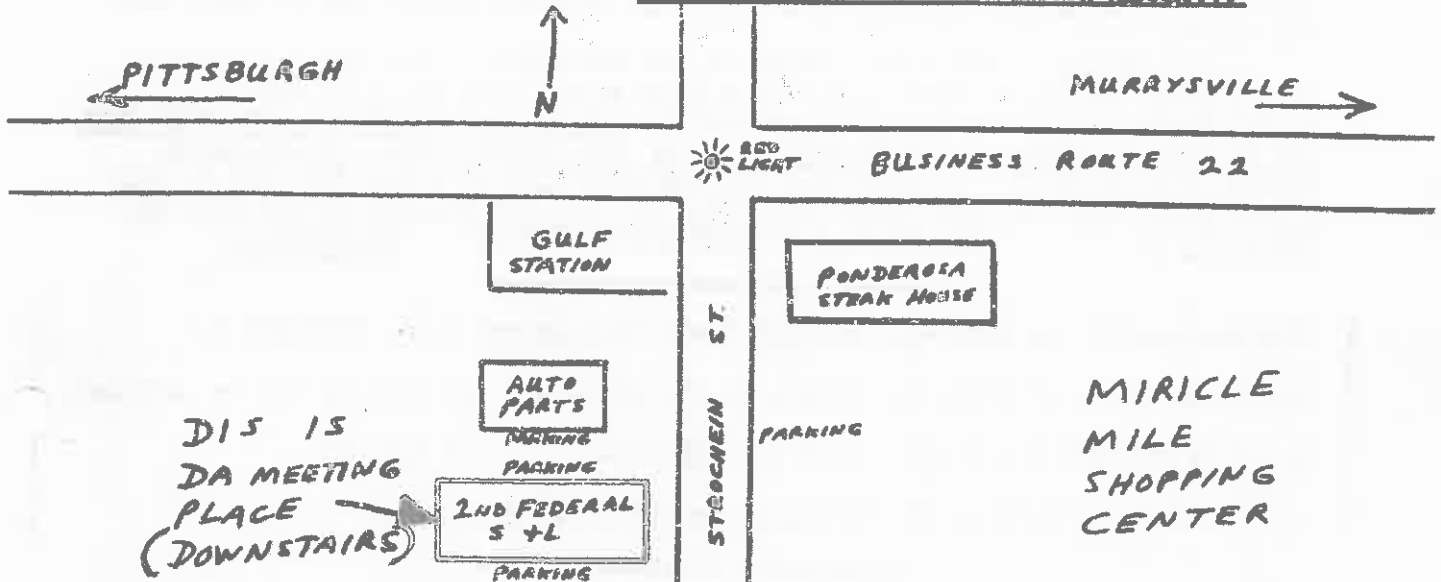 PITTSBURGH
N
MURRYSVILLE
RED
LIGHT
BUSINESS ROUTE 22
GULF
STATION
PONDEROSA
STEAK HOUSE
STROCHEIN ST.
AUTO
PARTS
PARKING
PARKING
PARKING
DIS IS
DA MEETING
PLACE
(DOWNSTAIRS)
2ND FEDERAL
S +L
PARKING
MIRICLE
MILE
SHOPPING
CENTER